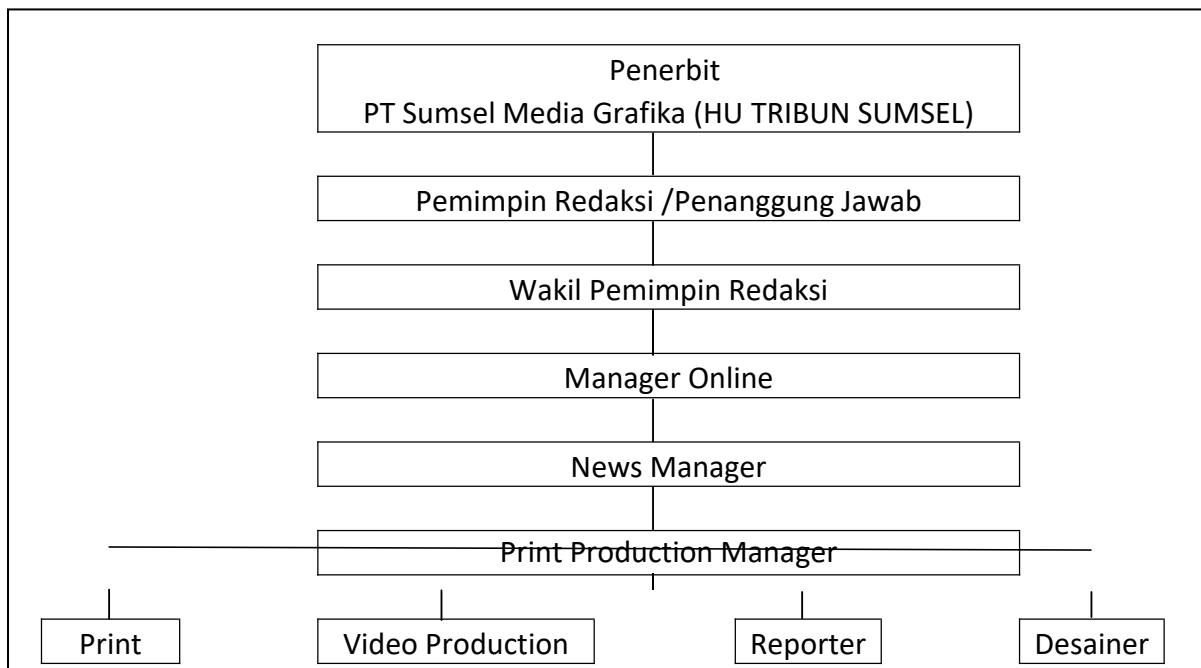 Penerbit
PT Sumsel Media Grafika (HU TRIBUN SUMSEL)
Pemimpin Redaksi /Penanggung Jawab
Wakil Pemimpin Redaksi
Manager Online
News Manager
Print Production Manager
Print
Video Production
Reporter
Desainer